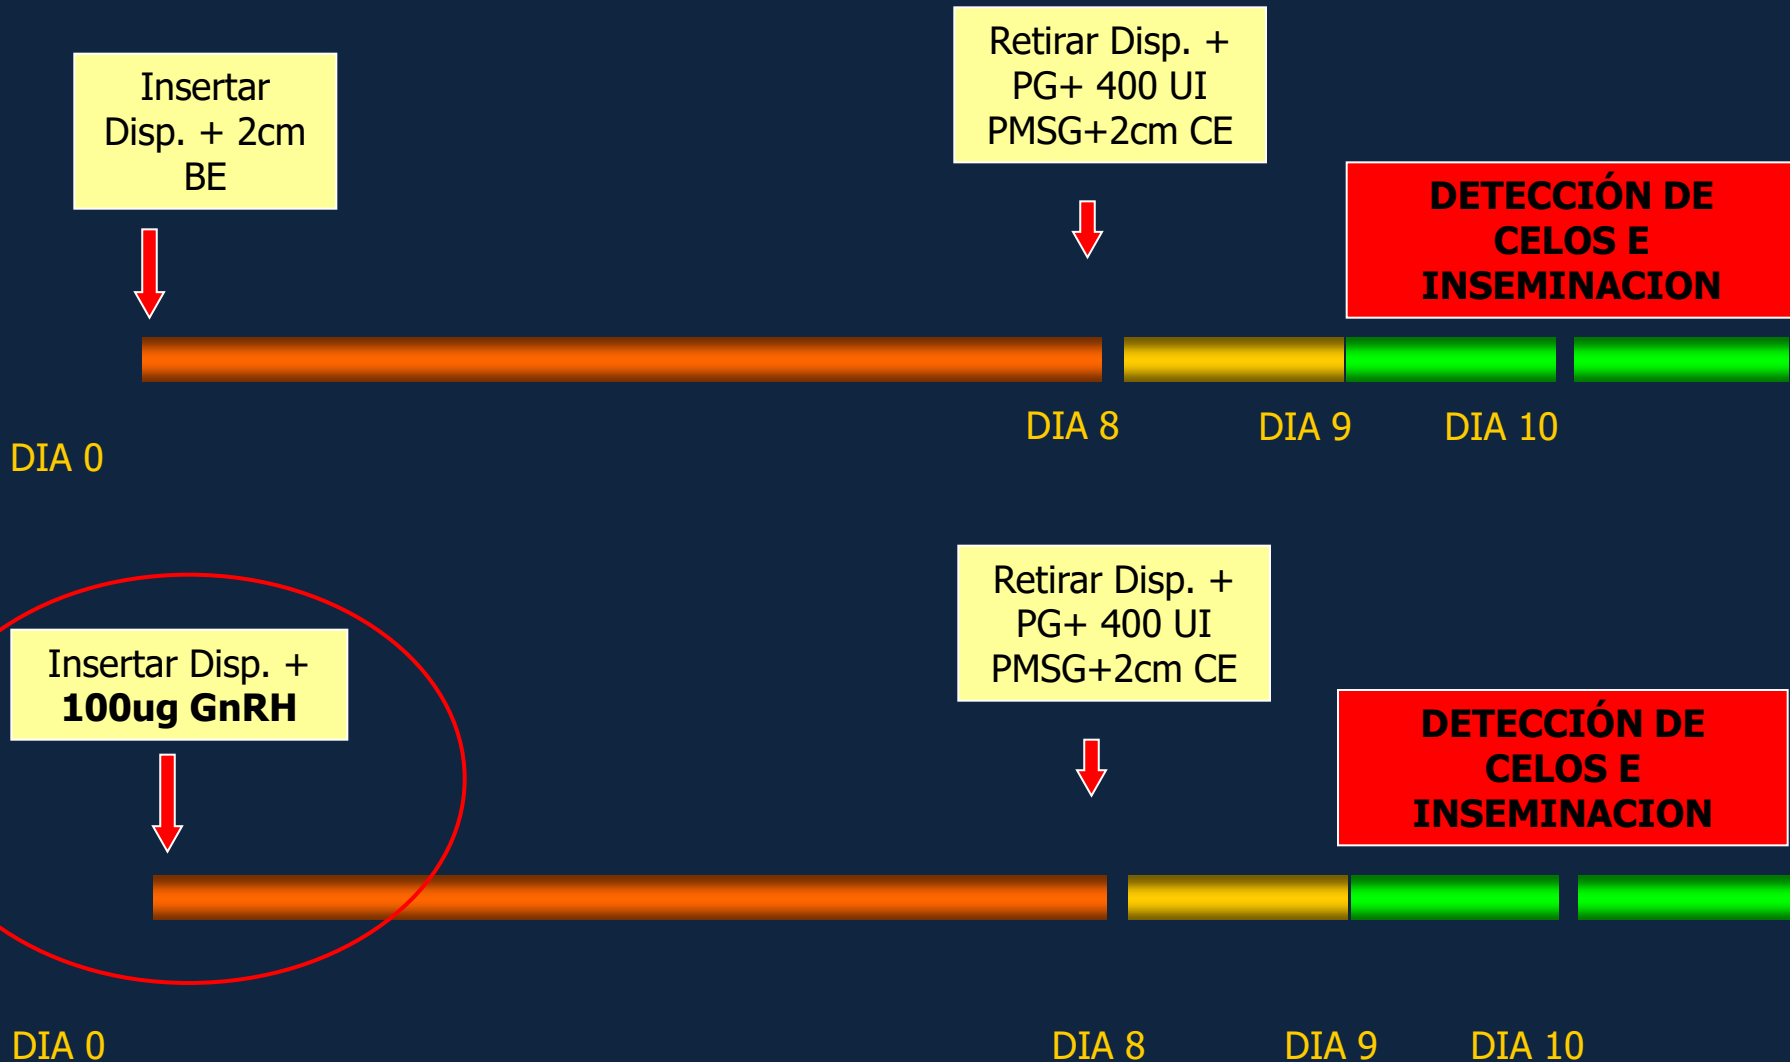 Insertar
Disp. + 2cm
BE
Retirar Disp. +
PG+ 400 UI
PMSG+2cm CE
DETECCIÓN DE
CELOS E
INSEMINACION
DIA 0
DIA 8
DIA 9
DIA 10
Insertar Disp. +
100ug GnRH
Retirar Disp. +
PG+ 400 UI
PMSG+2cm CE
DETECCIÓN DE
CELOS E
INSEMINACION
DIA 0
DIA 8
DIA 9
DIA 10